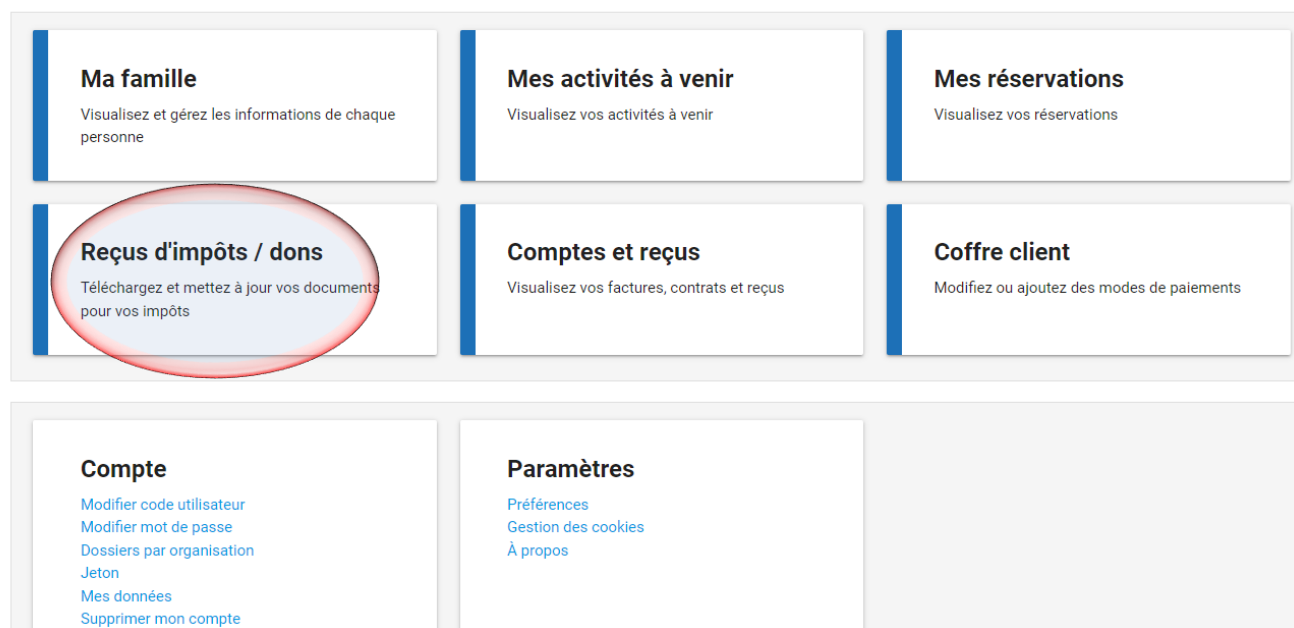 Ma famille
Visualisez et gérez les informations de chaque
personne
Mes activités à venir
Visualisez vos activités à venir
Mes réservations
Visualisez vos réservations
Reçus d'impôts / dons
Téléchargez et mettez à jour vos documents
pour vos impôts
Comptes et reçus
Visualisez vos factures, contrats et reçus
Coffre client
Modifiez ou ajoutez des modes de paiements
Compte
Modifier code utilisateur
Modifier mot de passe
Dossiers par organisation
Jeton
Mes données
Supprimer mon compte
Paramètres
Préférences
Gestion des cookies
À propos